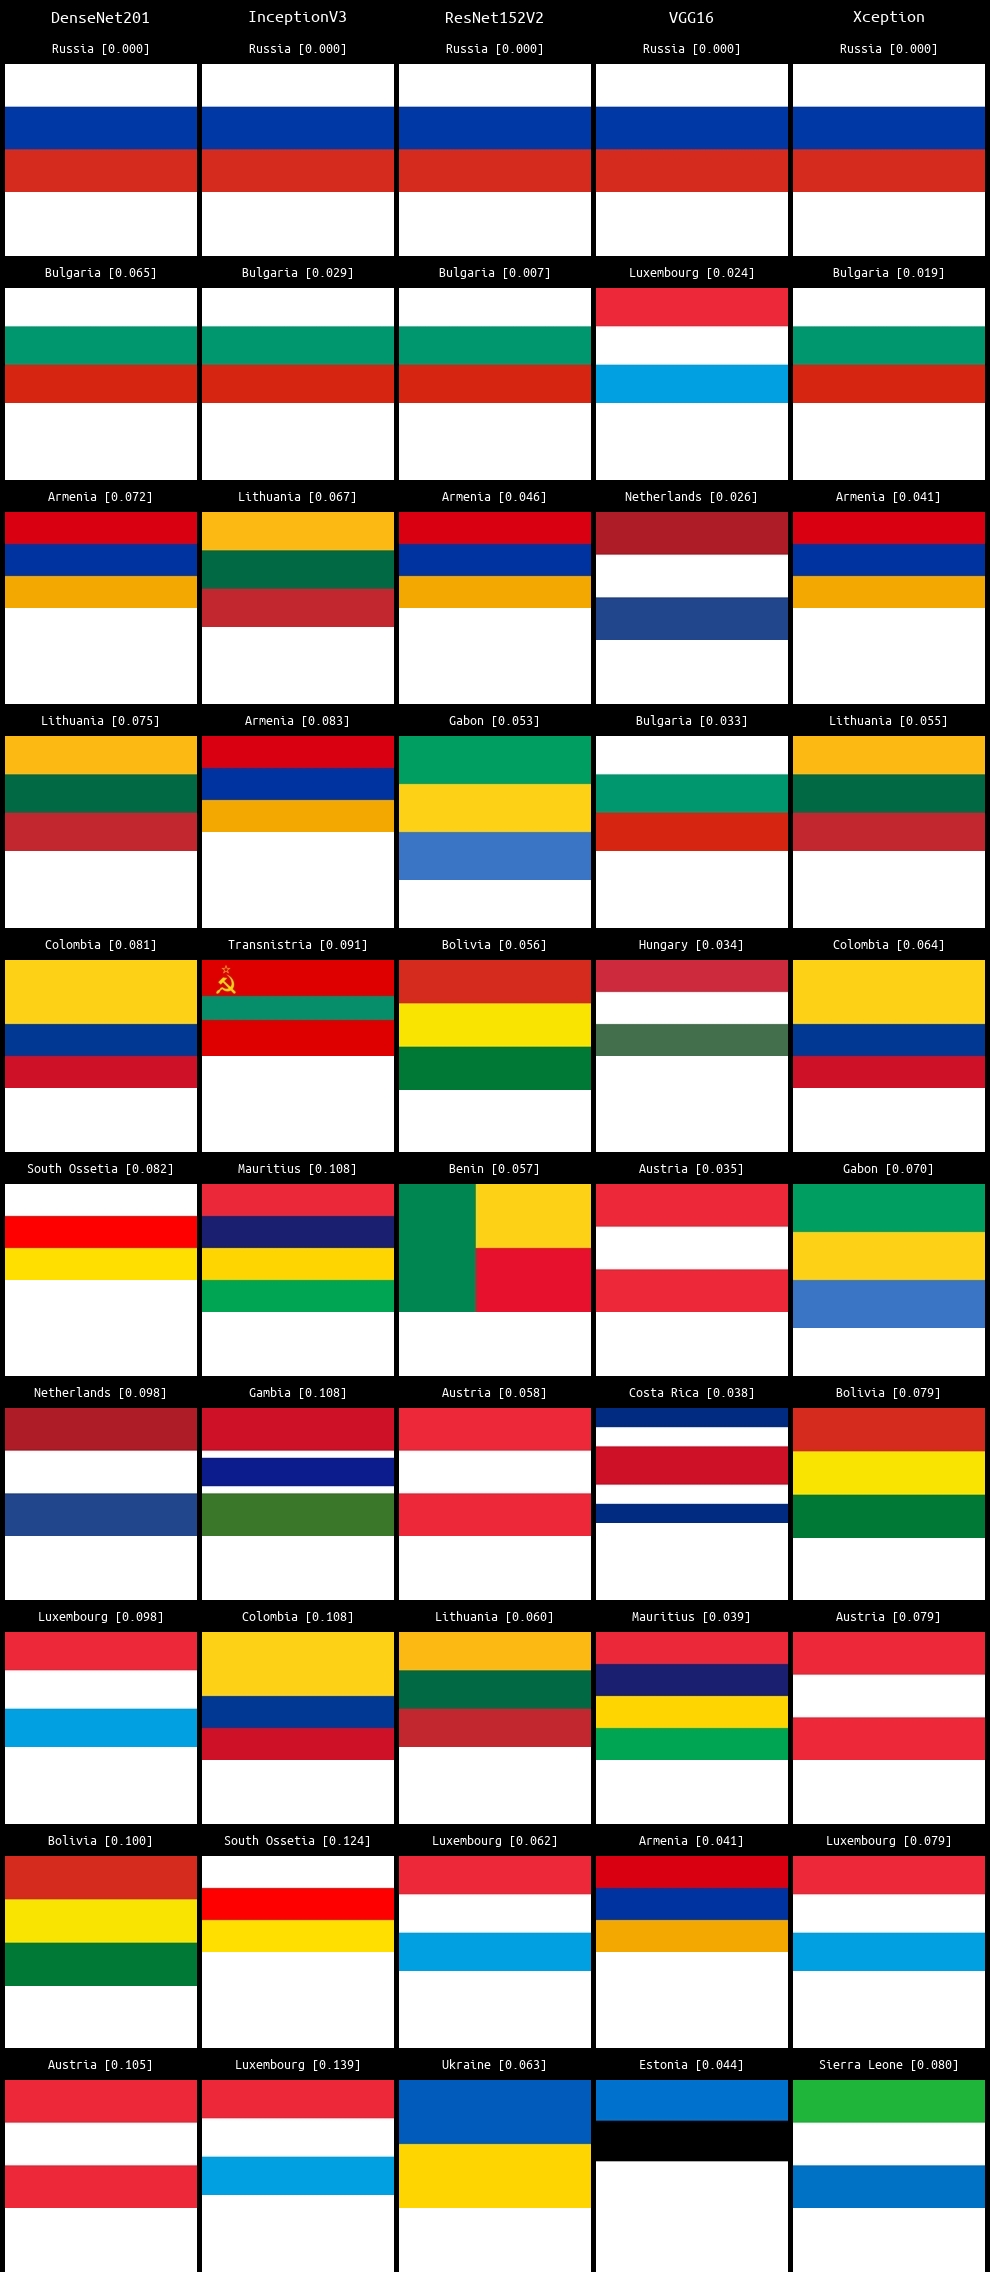 DenseNet201 InceptionV3 ResNet152V2 VGG16 Xception
Russia [0.000] Russia [0.000] Russia [0.000] Russia [0.000] Russia [0.000]
Bulgaria [0.065] Bulgaria [0.029] Bulgaria [0.007] Luxembourg [0.024] Bulgaria [0.019]
Armenia [0.072] Lithuania [0.067] Armenia [0.046] Netherlands [0.026] Armenia [0.041]
Lithuania [0.075] Armenia [0.083] Gabon [0.053] Bulgaria [0.033] Lithuania [0.055]
Colombia [0.081] Transnistria [0.091] Bolivia [0.056] Hungary [0.034] Colombia [0.064]
South Ossetia [0.082] Mauritius [0.108] Benin [0.057] Austria [0.035] Gabon [0.070]
Netherlands [0.098] Gambia [0.108] Austria [0.058] Costa Rica [0.038] Bolivia [0.079]
Luxembourg [0.098] Colombia [0.108] Lithuania [0.060] Mauritius [0.039] Austria [0.079]
Bolivia [0.100] South Ossetia [0.124] Luxembourg [0.062] Armenia [0.041] Luxembourg [0.079]
Austria [0.105] Luxembourg [0.139] Ukraine [0.063] Estonia [0.044] Sierra Leone [0.080]